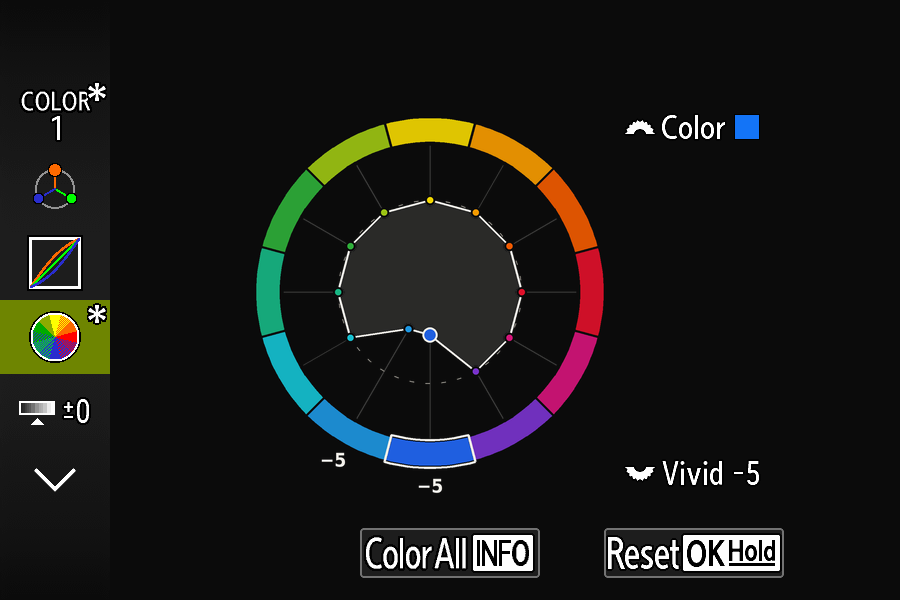 COLOR*
1
*
±0
Color
-5
-5
Vivid -5
Color All INFO
Reset OK Hold